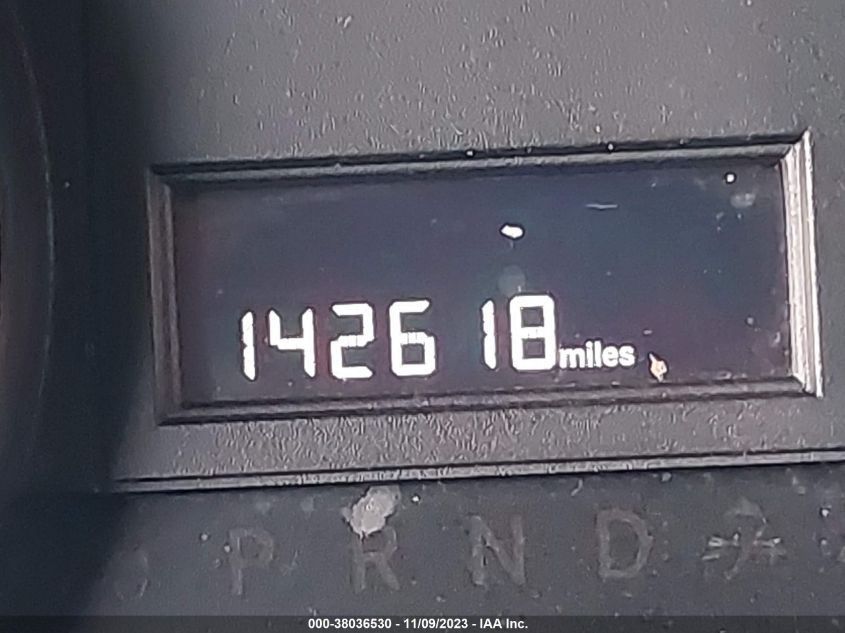 142618 miles
P R N D
000-38036530 - 11/09/2023 - IAA Inc.